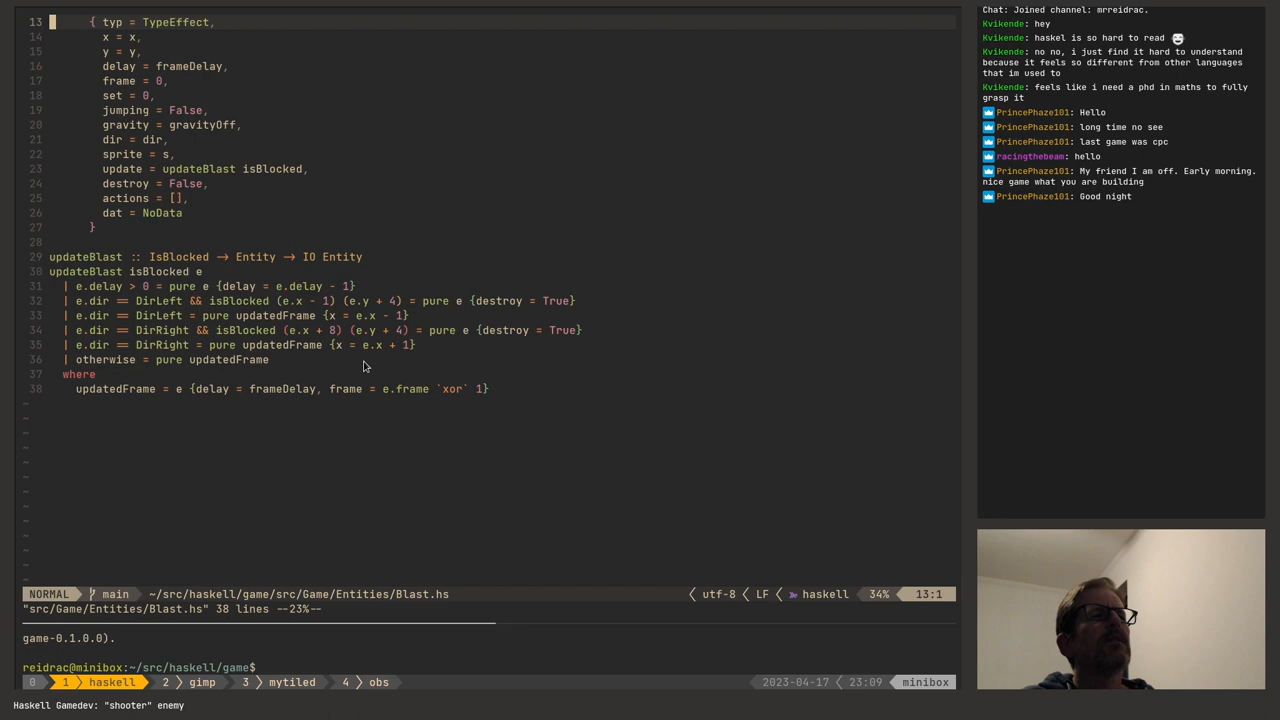 13 { typ = TypeEffect,
14 x = x,
15 y = y,
16 delay = frameDelay,
17 frame = 0,
18 set = 0,
19 jumping = False,
20 gravity = gravityOff,
21 dir = dir,
22 sprite = s,
23 update = updateBlast isBlocked,
24 destroy = False,
25 actions = [],
26 dat = NoData
27 }
28
29 updateBlast :: IsBlocked -> Entity -> IO Entity
30 updateBlast isBlocked e
31 | e.delay > 0 = pure e {delay = e.delay - 1}
32 | e.dir == DirLeft && isBlocked (e.x - 1) (e.y + 4) = pure e {destroy = True}
33 | e.dir == DirLeft = pure updatedFrame {x = e.x - 1}
34 | e.dir == DirRight && isBlocked (e.x + 8) (e.y + 4) = pure e {destroy = True}
35 | e.dir == DirRight = pure updatedFrame {x = e.x + 1}
36 | otherwise = pure updatedFrame
37 where
38 updatedFrame = e {delay = frameDelay, frame = e.frame `xor` 1}
~
~
~
~
~
~
~
~
~
~
~
~
~
NORMAL main ~/src/haskell/game/src/Game/Entities/Blast.hs utf-8 < LF < haskell 34% 13:1
"src/Game/Entities/Blast.hs" 38 lines --23%--
game-0.1.0.0).
reidrac@minibox:~/src/haskell/game$
0 1 > haskell 2 > gimp 3 > mytiled 4 > obs 2023-04-17 23:09 minibox
Haskell Gamedev: "shooter" enemy
Chat: Joined channel: mrreidrac.
Kvikende: hey
Kvikende: haskel is so hard to read
Kvikende: no no, i just find it hard to understand
because it feels so different from other languages
that im used to
Kvikende: feels like i need a phd in maths to fully
grasp it
PrincePhaze101: Hello
PrincePhaze101: long time no see
PrincePhaze101: last game was cpc
racingthebeam: hello
PrincePhaze101: My friend I am off. Early morning.
nice game what you are building
PrincePhaze101: Good night